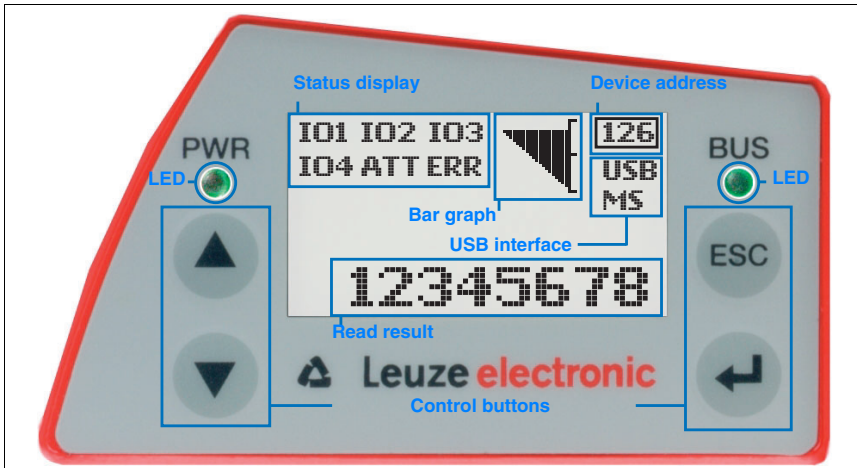 Status display
Device address
IO1 IO2 IO3
126
PWR
BUS
IO4 ATT ERR
USB
LED
LED
MS
Bar graph
USB interface
ESC
12345678
Read result
Leuze electronic
Control buttons